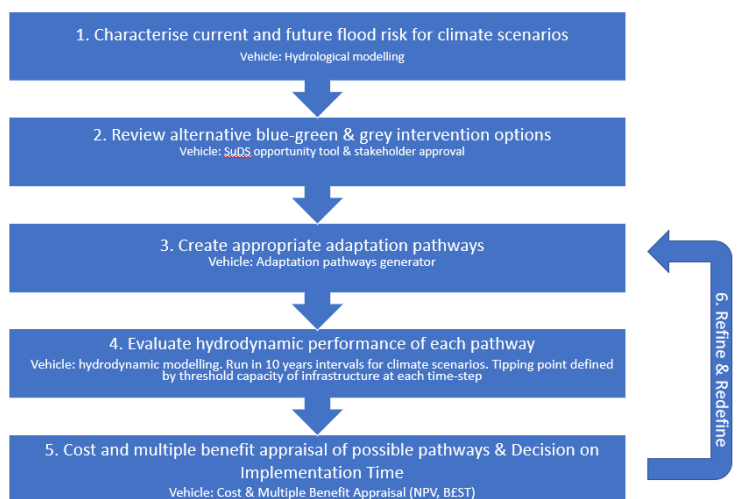 1. Characterise current and future flood risk for climate scenarios
Vehicle: Hydrological modelling
2. Review alternative blue-green & grey intervention options
Vehicle: SuDS opportunity tool & stakeholder approval
3. Create appropriate adaptation pathways
Vehicle: Adaptation pathways generator
4. Evaluate hydrodynamic performance of each pathway
Vehicle: hydrodynamic modelling. Run in 10 years intervals for climate scenarios. Tipping point defined
by threshold capacity of infrastructure at each time-step
5. Cost and multiple benefit appraisal of possible pathways & Decision on
Implementation Time
Vehicle: Cost & Multiple Benefit Appraisal (NPV, B£ST)
6. Refine & Redefine